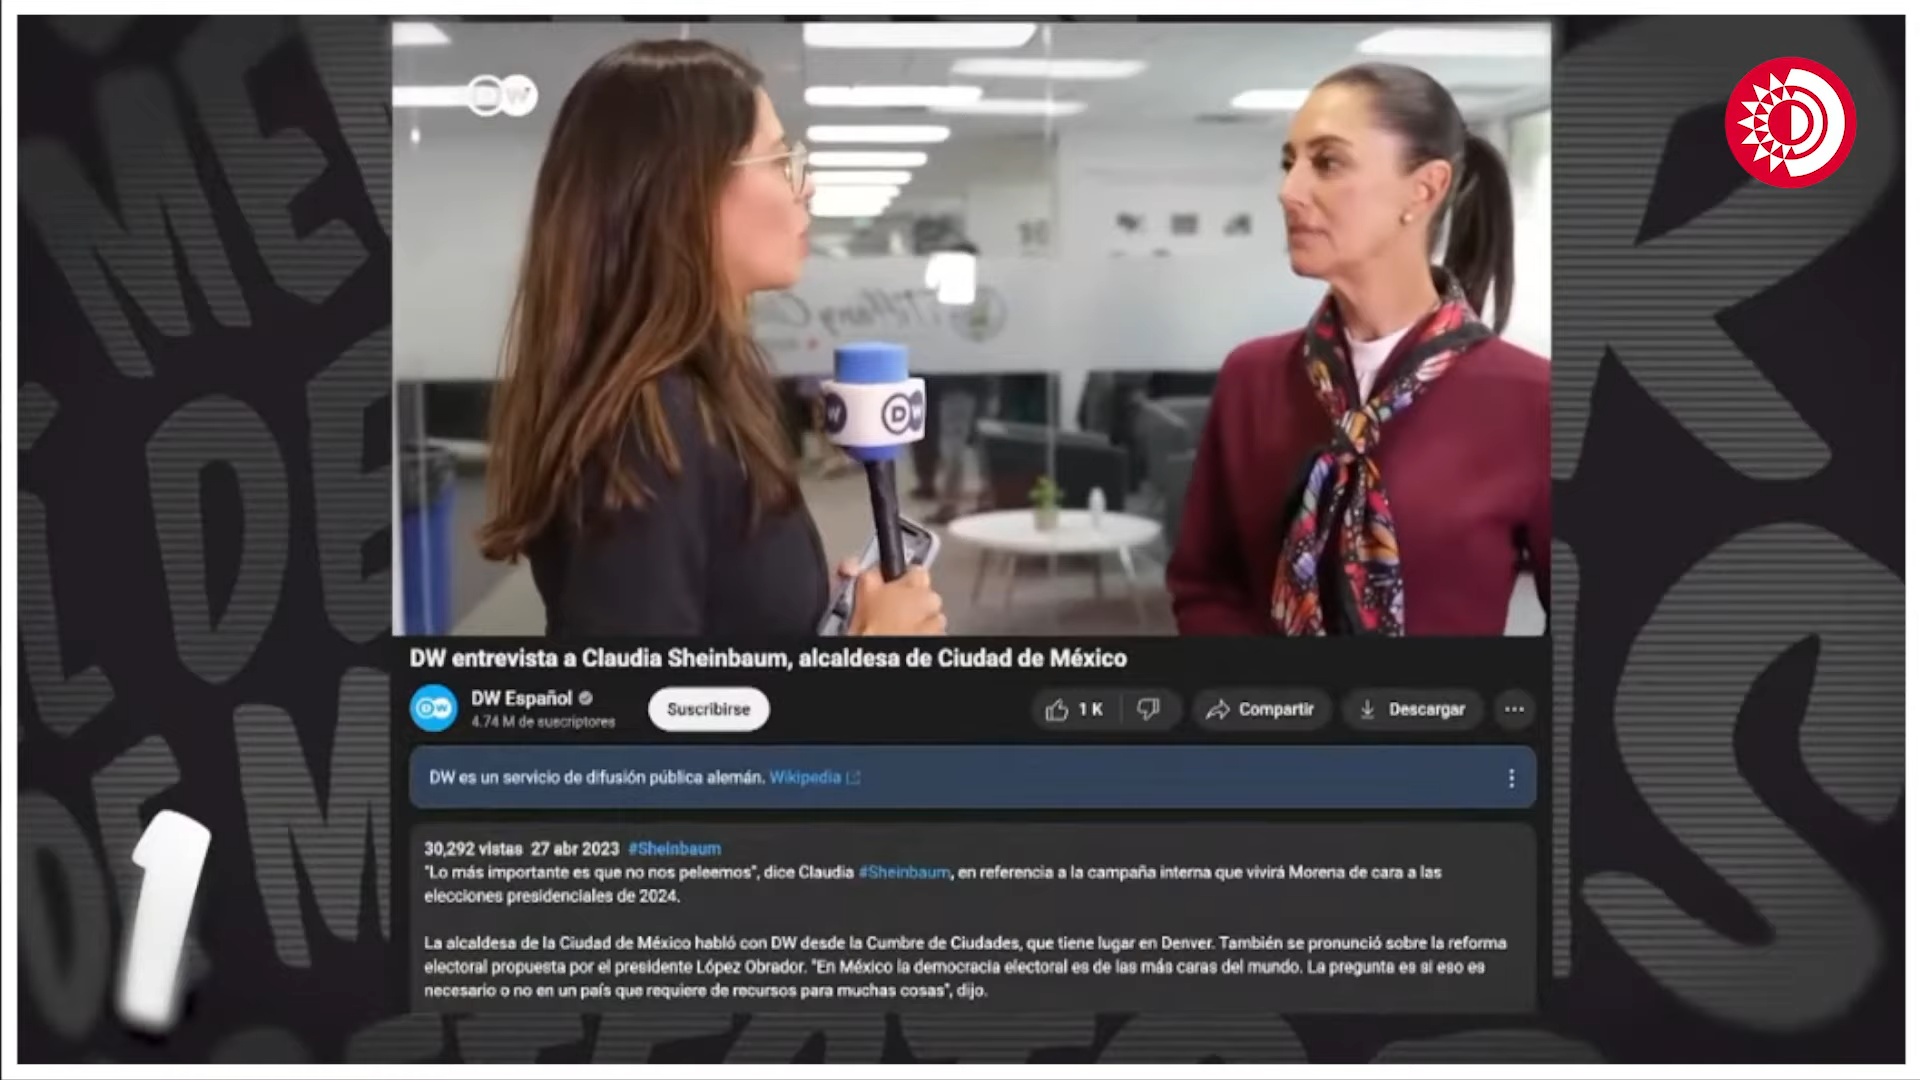 DW
DW
DW entrevista a Claudia Sheinbaum, alcaldesa de Ciudad de México
DW Español
4.74 M de suscriptores
Suscribirse
1 K
Compartir
Descargar
DW es un servicio de difusión pública alemán. Wikipedia
30,292 vistas 27 abr 2023 #Sheinbaum
"Lo más importante es que no nos peleemos", dice Claudia #Sheinbaum, en referencia a la campaña interna que vivirá Morena de cara a las
elecciones presidenciales de 2024.
La alcaldesa de la Ciudad de México habló con DW desde la Cumbre de Ciudades, que tiene lugar en Denver. También se pronunció sobre la reforma
electoral propuesta por el presidente López Obrador. "En México la democracia electoral es de las más caras del mundo. La pregunta es si eso es
necesario o no en un país que requiere de recursos para muchas cosas", dijo.
1